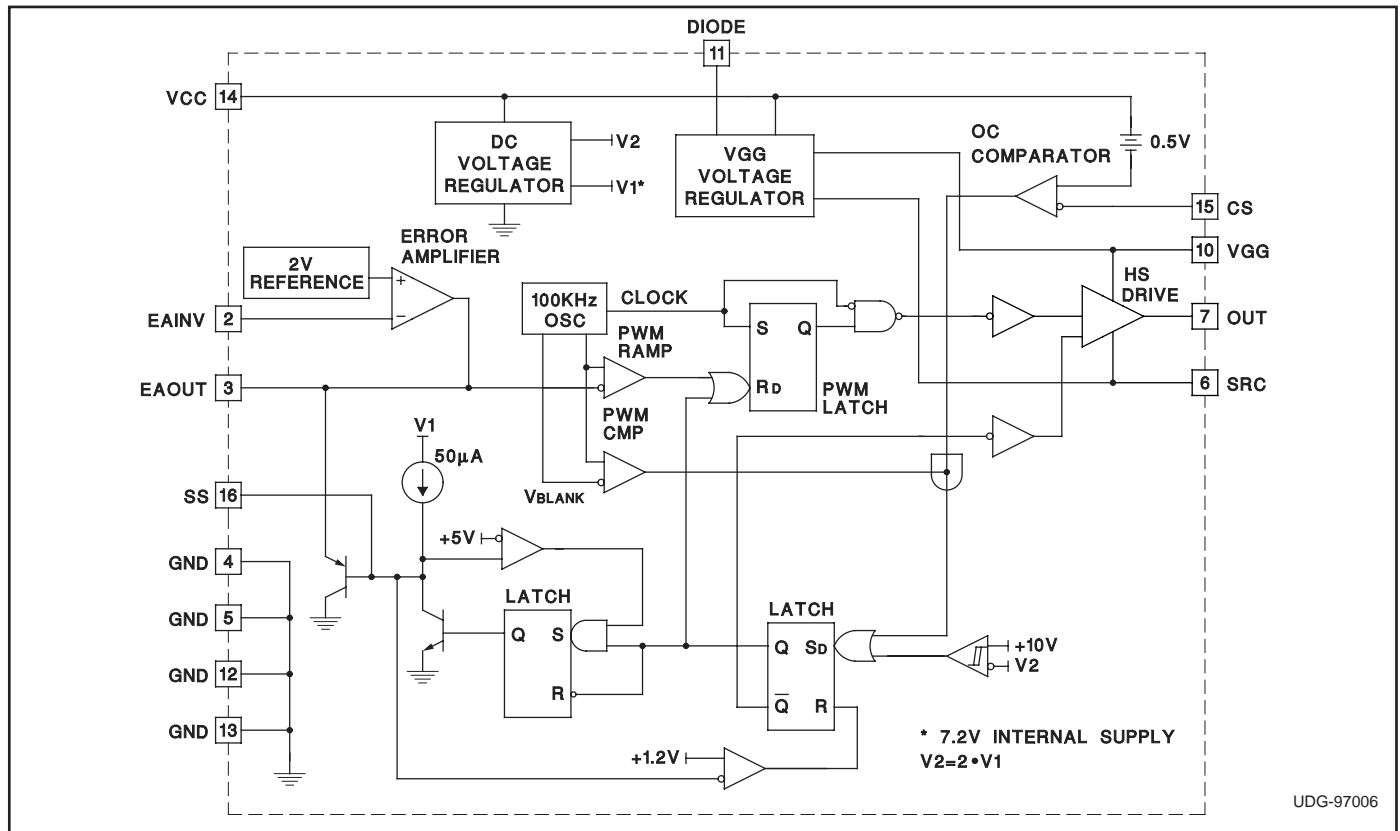 DIODE
11
VCC 14
DC
VOLTAGE
REGULATOR
V2
V1*
VGG
VOLTAGE
REGULATOR
OC
COMPARATOR
0.5V
15 CS
10 VGG
ERROR
AMPLIFIER
2V
REFERENCE
+
−
EAINV 2
100KHz
OSC
CLOCK
PWM
RAMP
S Q
RD
PWM
LATCH
HS
DRIVE
7 OUT
6 SRC
EAOUT 3
PWM
CMP
V1
50μA
VBLANK
SS 16
+5V
GND 4
GND 5
GND 12
GND 13
LATCH
Q S
R
LATCH
Q SD
Q R
+10V
V2
+1.2V
* 7.2V INTERNAL SUPPLY
V2=2•V1
UDG-97006